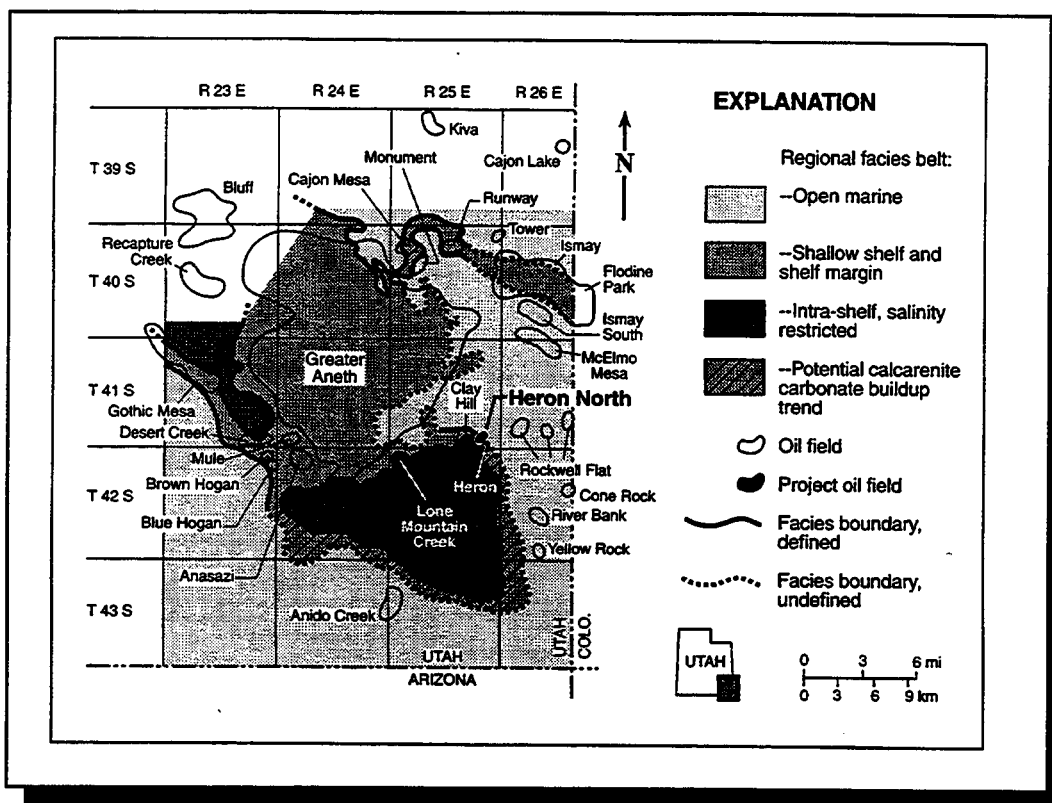 R 23 E R 24 E R 25 E R 26 E
EXPLANATION
Kiva
Monument
Cajon Lake
N
Regional facies belt:
T 39 S
Bluff
Cajon Mesa
Runway
--Open marine
Tower
Ismay
Recapture
Creek
--Shallow shelf and
shelf margin
Flodine
Park
T 40 S
--Intra-shelf, salinity
restricted
Ismay
South
Greater
Aneth
McElmo
Mesa
--Potential calcarenite
carbonate buildup
trend
T 41 S
Clay
Hill
Heron North
Gothic Mesa
Desert Creek
Oil field
Mule
Rockwell Flat
Brown Hogan
Heron
Project oil field
Cone Rock
T 42 S
Lone
Mountain
Creek
River Bank
Blue Hogan
Facies boundary,
defined
Yellow Rock
Anasazi
Facies boundary,
undefined
Anido Creek
T 43 S
UTAH
COLO.
UTAH
ARIZONA
UTAH
0 3 6 mi
0 3 6 9 km